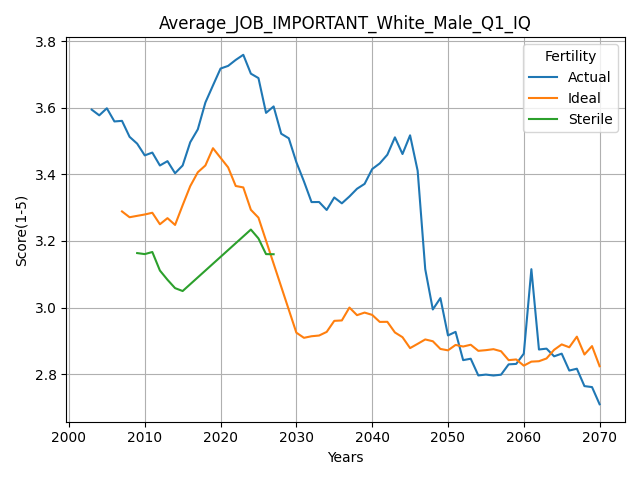 Average_JOB_IMPORTANT_White_Male_Q1_IQ
Fertility
Actual
Ideal
Sterile
Score(1-5)
3.8
3.6
3.4
3.2
3.0
2.8
2000 2010 2020 2030 2040 2050 2060 2070
Years